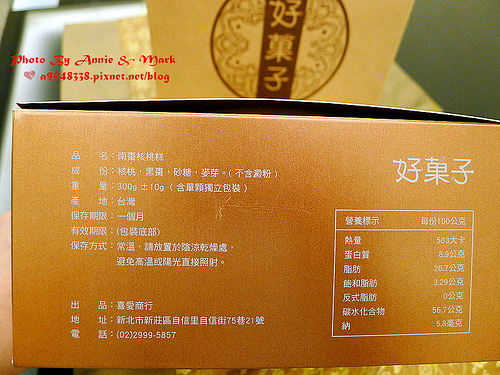 好菓子
Photo By Annie & Mark
a9548338.pixnet.net/blog
好菓子
品 名：南棗核桃糕
成 份：核桃，黑棗，砂糖，麥芽。(不含澱粉)
重 量：300g ±10g (含單顆獨立包裝)
產 地：台灣
保存期限：一個月
有效期限：(包裝底部)
保存方式：常溫，請放置於陰涼乾燥處，
避免高溫或陽光直接照射。
營養標示 每份100公克
熱量 503大卡
蛋白質 8.9公克
脂肪 26.7公克
飽和脂肪 3.29公克
反式脂肪 0公克
碳水化合物 56.7公克
納 5.8毫克
出 品：喜愛商行
地 址：新北市新莊區自信里自信街75巷21號
電 話：(02)2999-5857